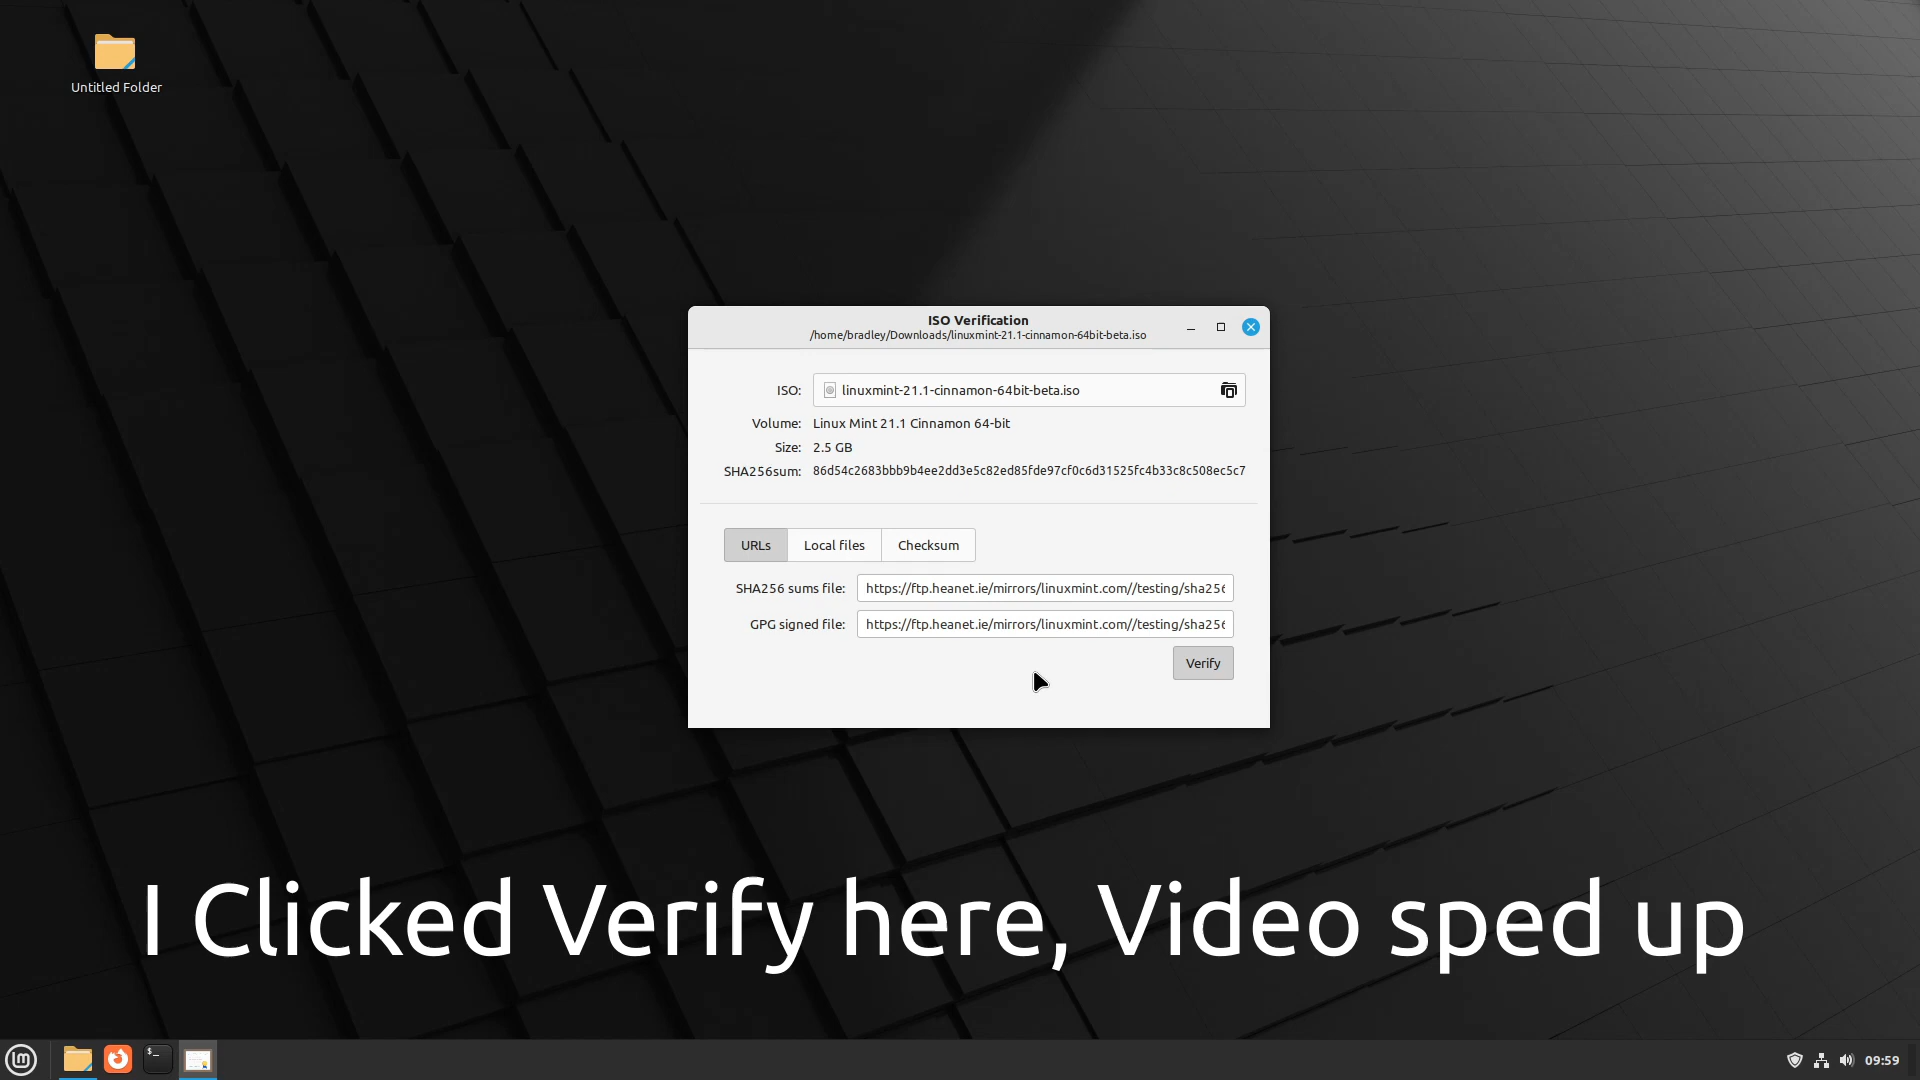 Untitled Folder
ISO Verification
/home/bradley/Downloads/linuxmint-21.1-cinnamon-64bit-beta.iso
ISO: linuxmint-21.1-cinnamon-64bit-beta.iso
Volume: Linux Mint 21.1 Cinnamon 64-bit
Size: 2.5 GB
SHA256sum: 86d54c2683bbb9b4ee2dd3e5c82ed85fde97cf0c6d31525fc4b33c8c508ec5c7
URLs Local files Checksum
SHA256 sums file: https://ftp.heanet.ie/mirrors/linuxmint.com//testing/sha256
GPG signed file: https://ftp.heanet.ie/mirrors/linuxmint.com//testing/sha256
Verify
I Clicked Verify here, Video sped up
09:59